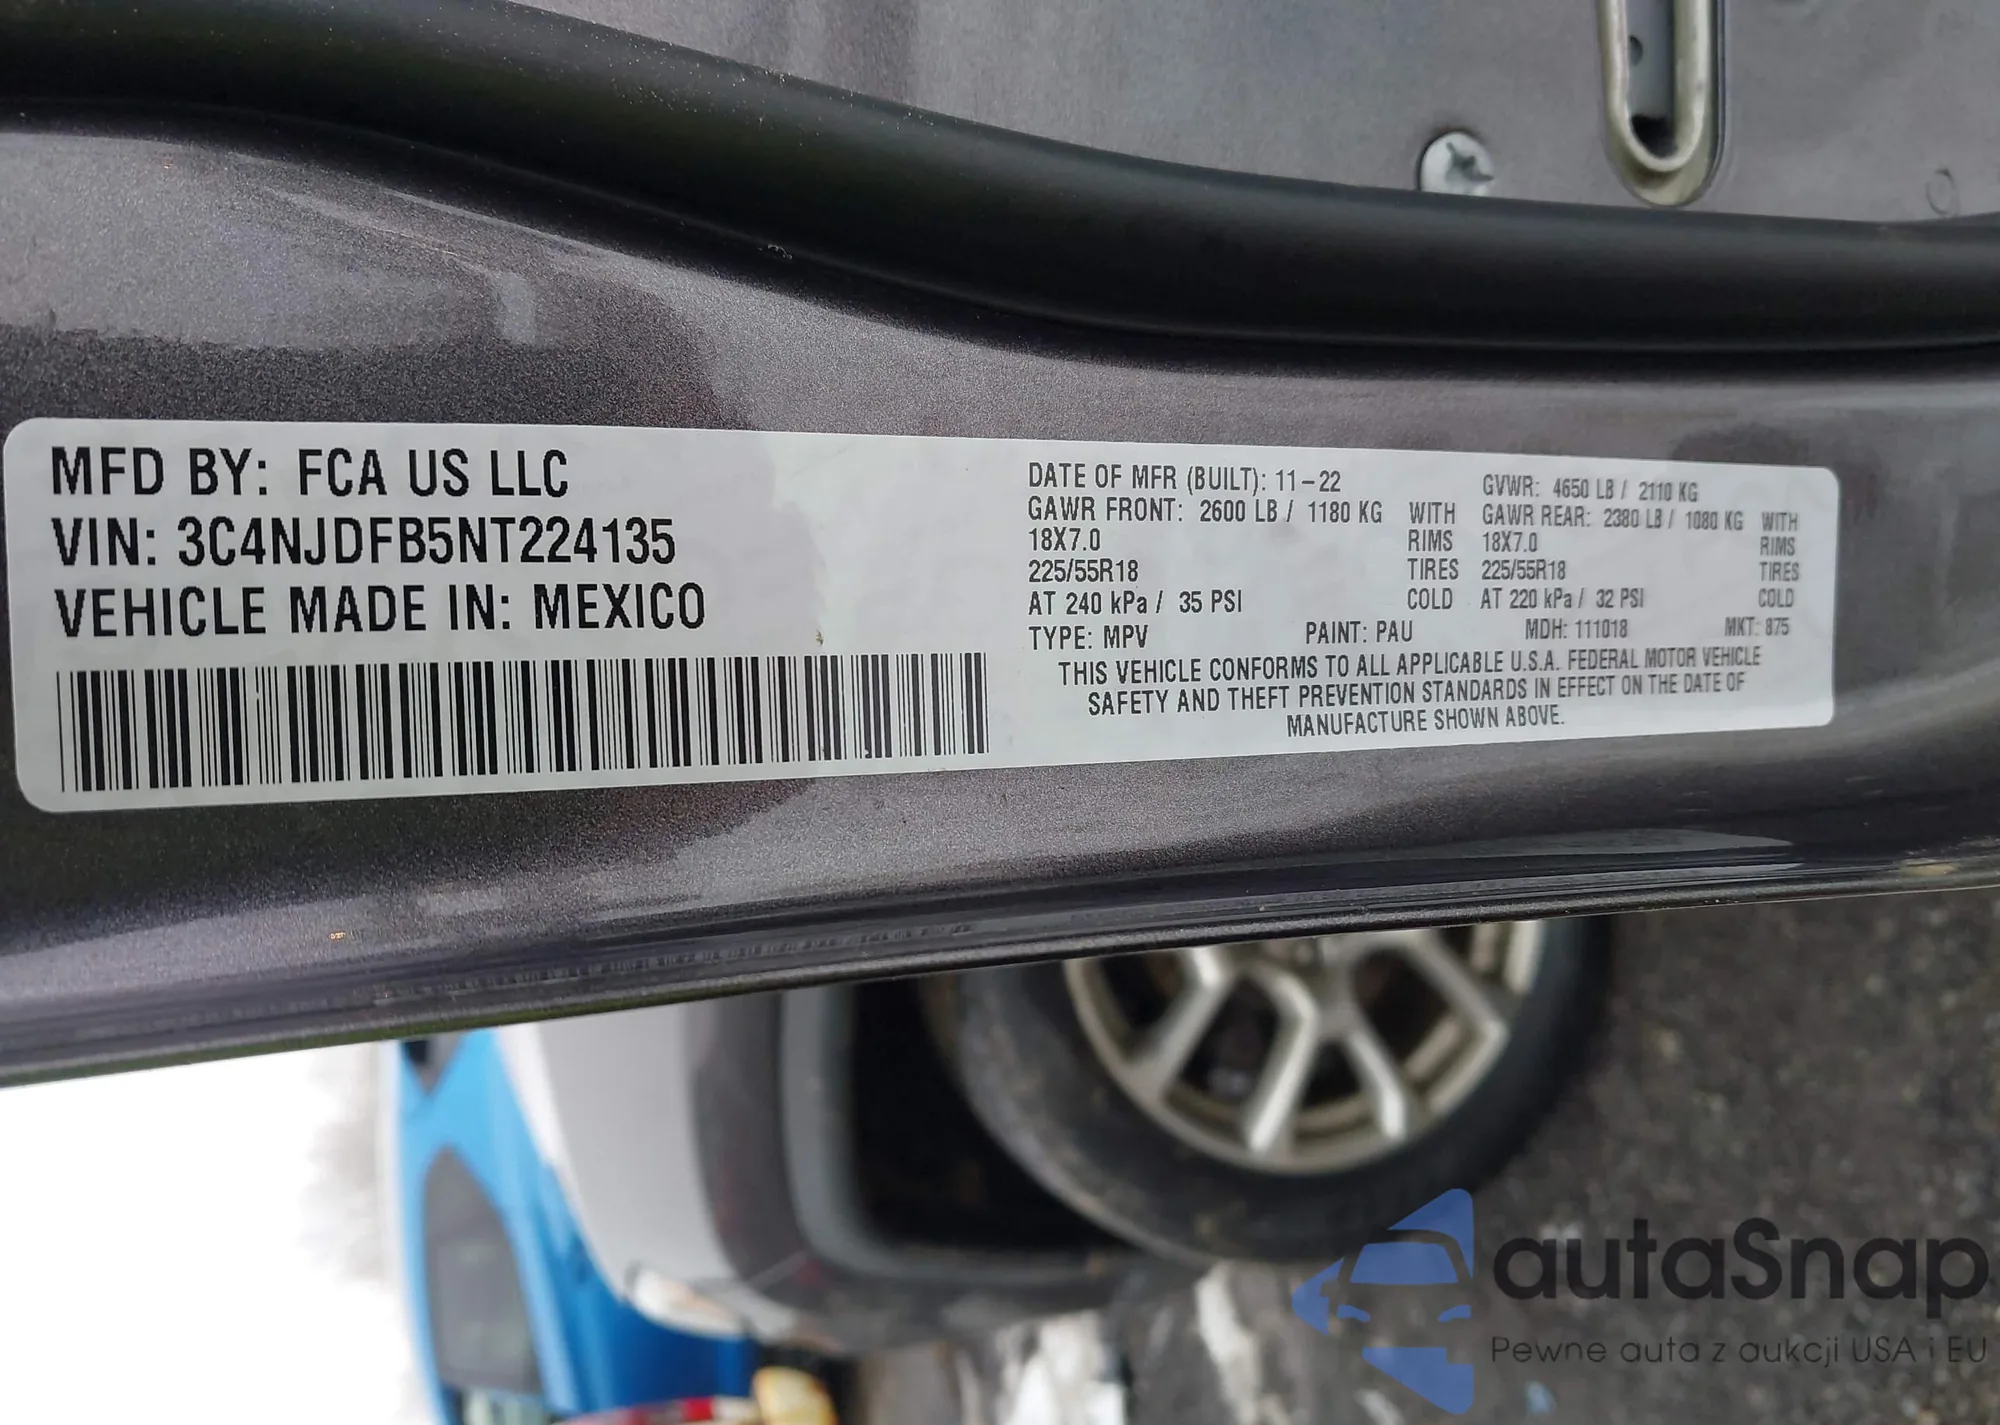 MFD BY: FCA US LLC
VIN: 3C4NJDFB5NT224135
VEHICLE MADE IN: MEXICO
DATE OF MFR (BUILT): 11-22 GVWR: 4650 LB / 2110 KG
GAWR FRONT: 2600 LB / 1180 KG WITH GAWR REAR: 2380 LB / 1080 KG WITH
18X7.0 RIMS 18X7.0 RIMS
225/55R18 TIRES 225/55R18 TIRES
AT 240 kPa / 35 PSI COLD AT 220 kPa / 32 PSI COLD
TYPE: MPV PAINT: PAU MDH: 111018 MKT: 875
THIS VEHICLE CONFORMS TO ALL APPLICABLE U.S.A. FEDERAL MOTOR VEHICLE
SAFETY AND THEFT PREVENTION STANDARDS IN EFFECT ON THE DATE OF
MANUFACTURE SHOWN ABOVE.
autaSnap
Pewne auta z aukcji USA i EU